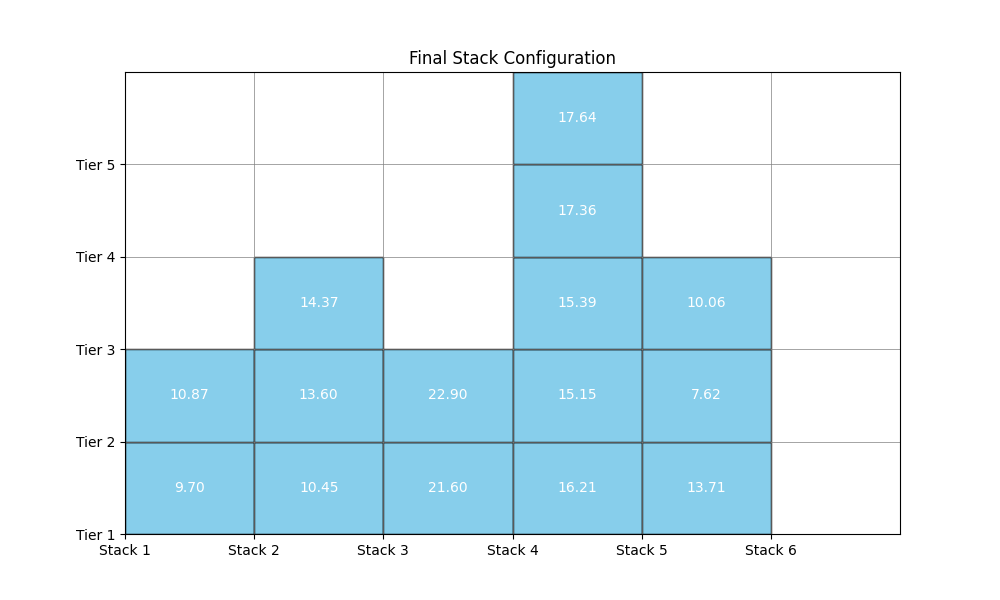 Final Stack Configuration
17.64
Tier 5
17.36
Tier 4
14.37 15.39 10.06
Tier 3
10.87 13.60 22.90 15.15 7.62
Tier 2
9.70 10.45 21.60 16.21 13.71
Tier 1
Stack 1 Stack 2 Stack 3 Stack 4 Stack 5 Stack 6